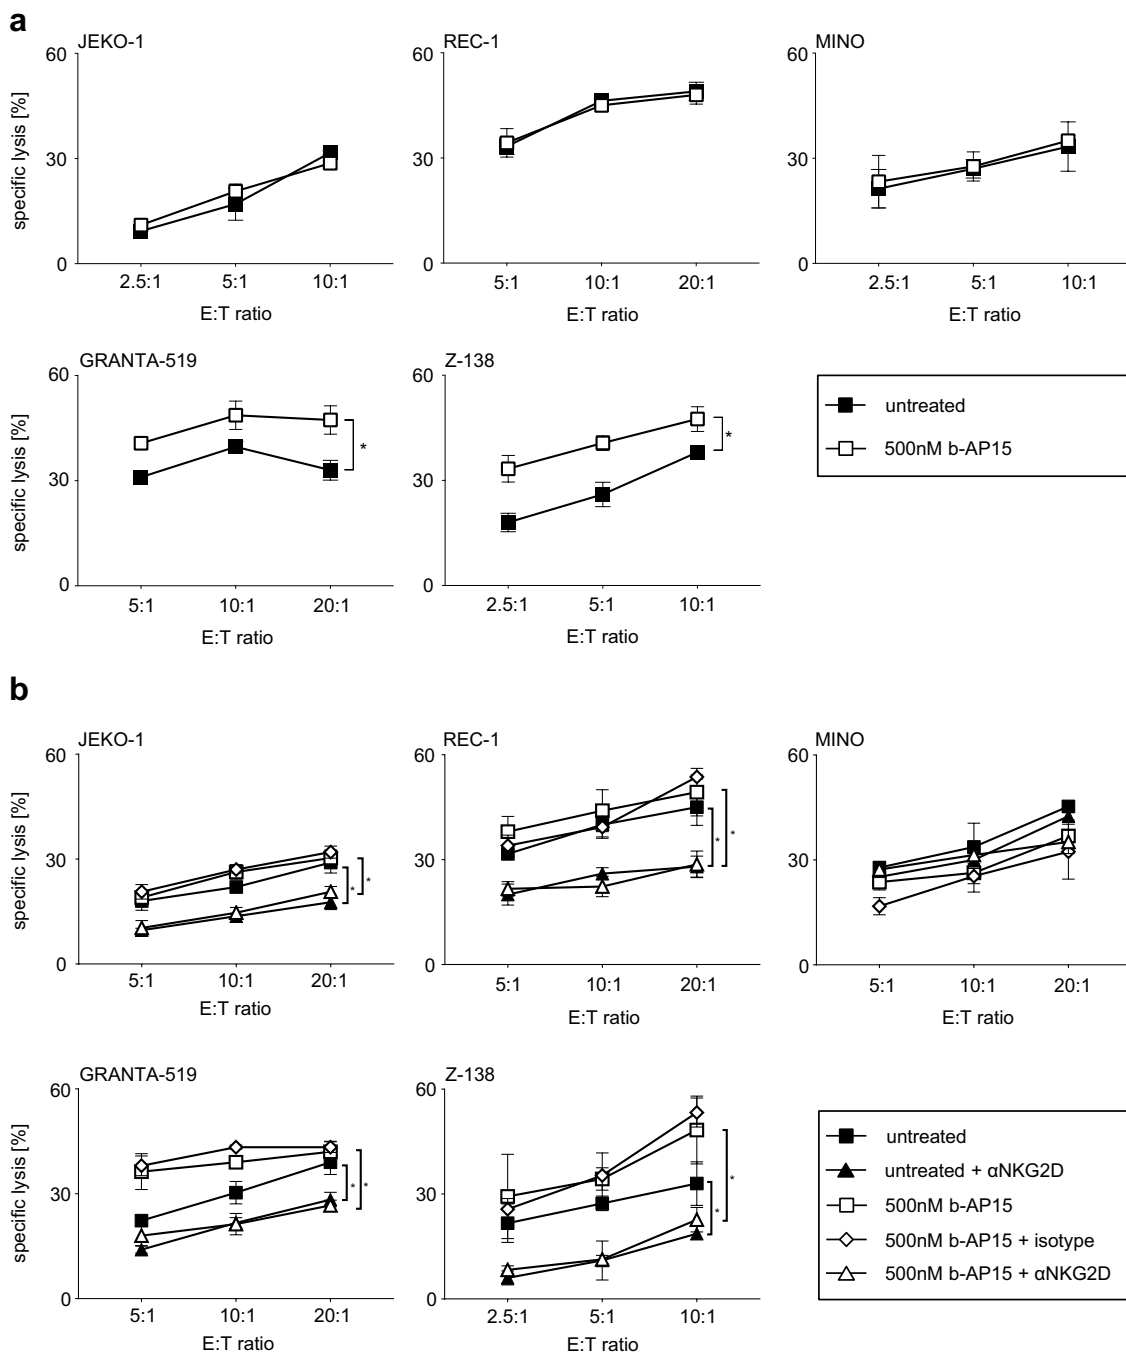 a
JEKO-1
REC-1
MINO
specific lysis [%]
60
30
0
2.5:1 5:1 10:1
E:T ratio
60
30
0
5:1 10:1 20:1
E:T ratio
60
30
0
2.5:1 5:1 10:1
E:T ratio
GRANTA-519
Z-138
specific lysis [%]
60
30
0
*
5:1 10:1 20:1
E:T ratio
60
30
0
*
2.5:1 5:1 10:1
E:T ratio
untreated
500nM b-AP15
b
JEKO-1
REC-1
MINO
specific lysis [%]
60
30
0
* *
5:1 10:1 20:1
E:T ratio
60
30
0
* *
5:1 10:1 20:1
E:T ratio
60
30
0
5:1 10:1 20:1
E:T ratio
GRANTA-519
Z-138
specific lysis [%]
60
30
0
* *
5:1 10:1 20:1
E:T ratio
60
30
0
* *
2.5:1 5:1 10:1
E:T ratio
untreated
untreated + αNKG2D
500nM b-AP15
500nM b-AP15 + isotype
500nM b-AP15 + αNKG2D